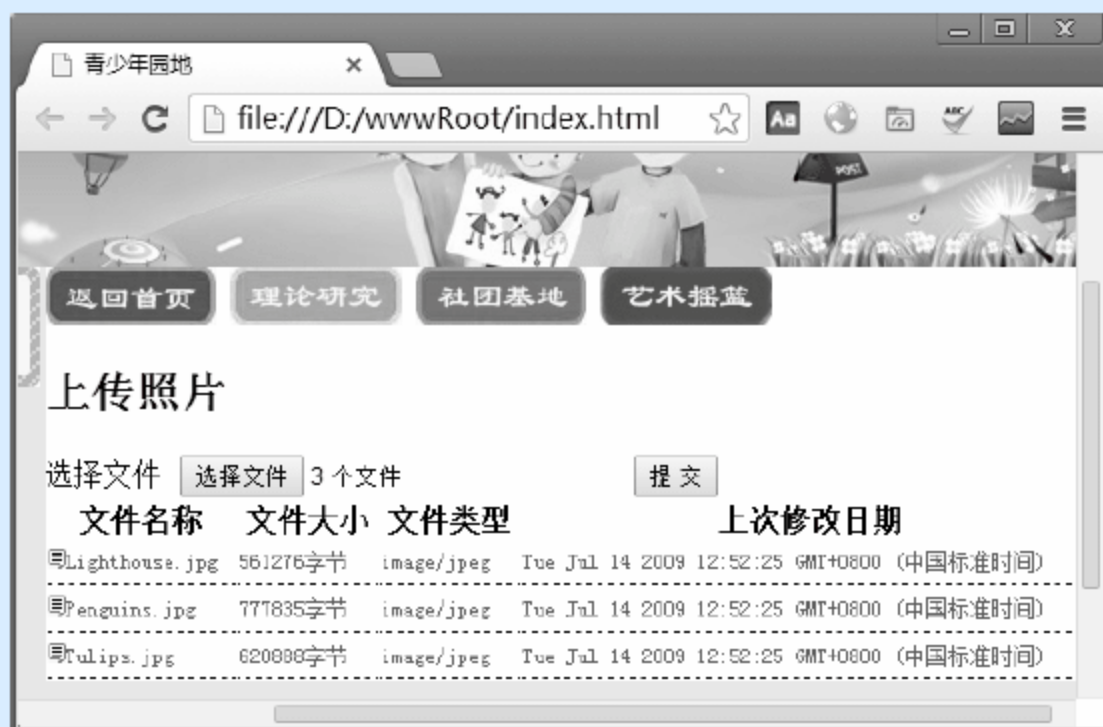 青少年园地
file:///D:/wwwRoot/index.html
Aa
ABC
POST
返回首页 理论研究 社团基地 艺术摇篮
上传照片
选择文件 选择文件 3 个文件 提 交
文件名称 文件大小 文件类型 上次修改日期
Lighthouse.jpg 561276字节 image/jpeg Tue Jul 14 2009 12:52:25 GMT+0800 (中国标准时间)
Penguins.jpg 777835字节 image/jpeg Tue Jul 14 2009 12:52:25 GMT+0800 (中国标准时间)
Tulips.jpg 620888字节 image/jpeg Tue Jul 14 2009 12:52:25 GMT+0800 (中国标准时间)